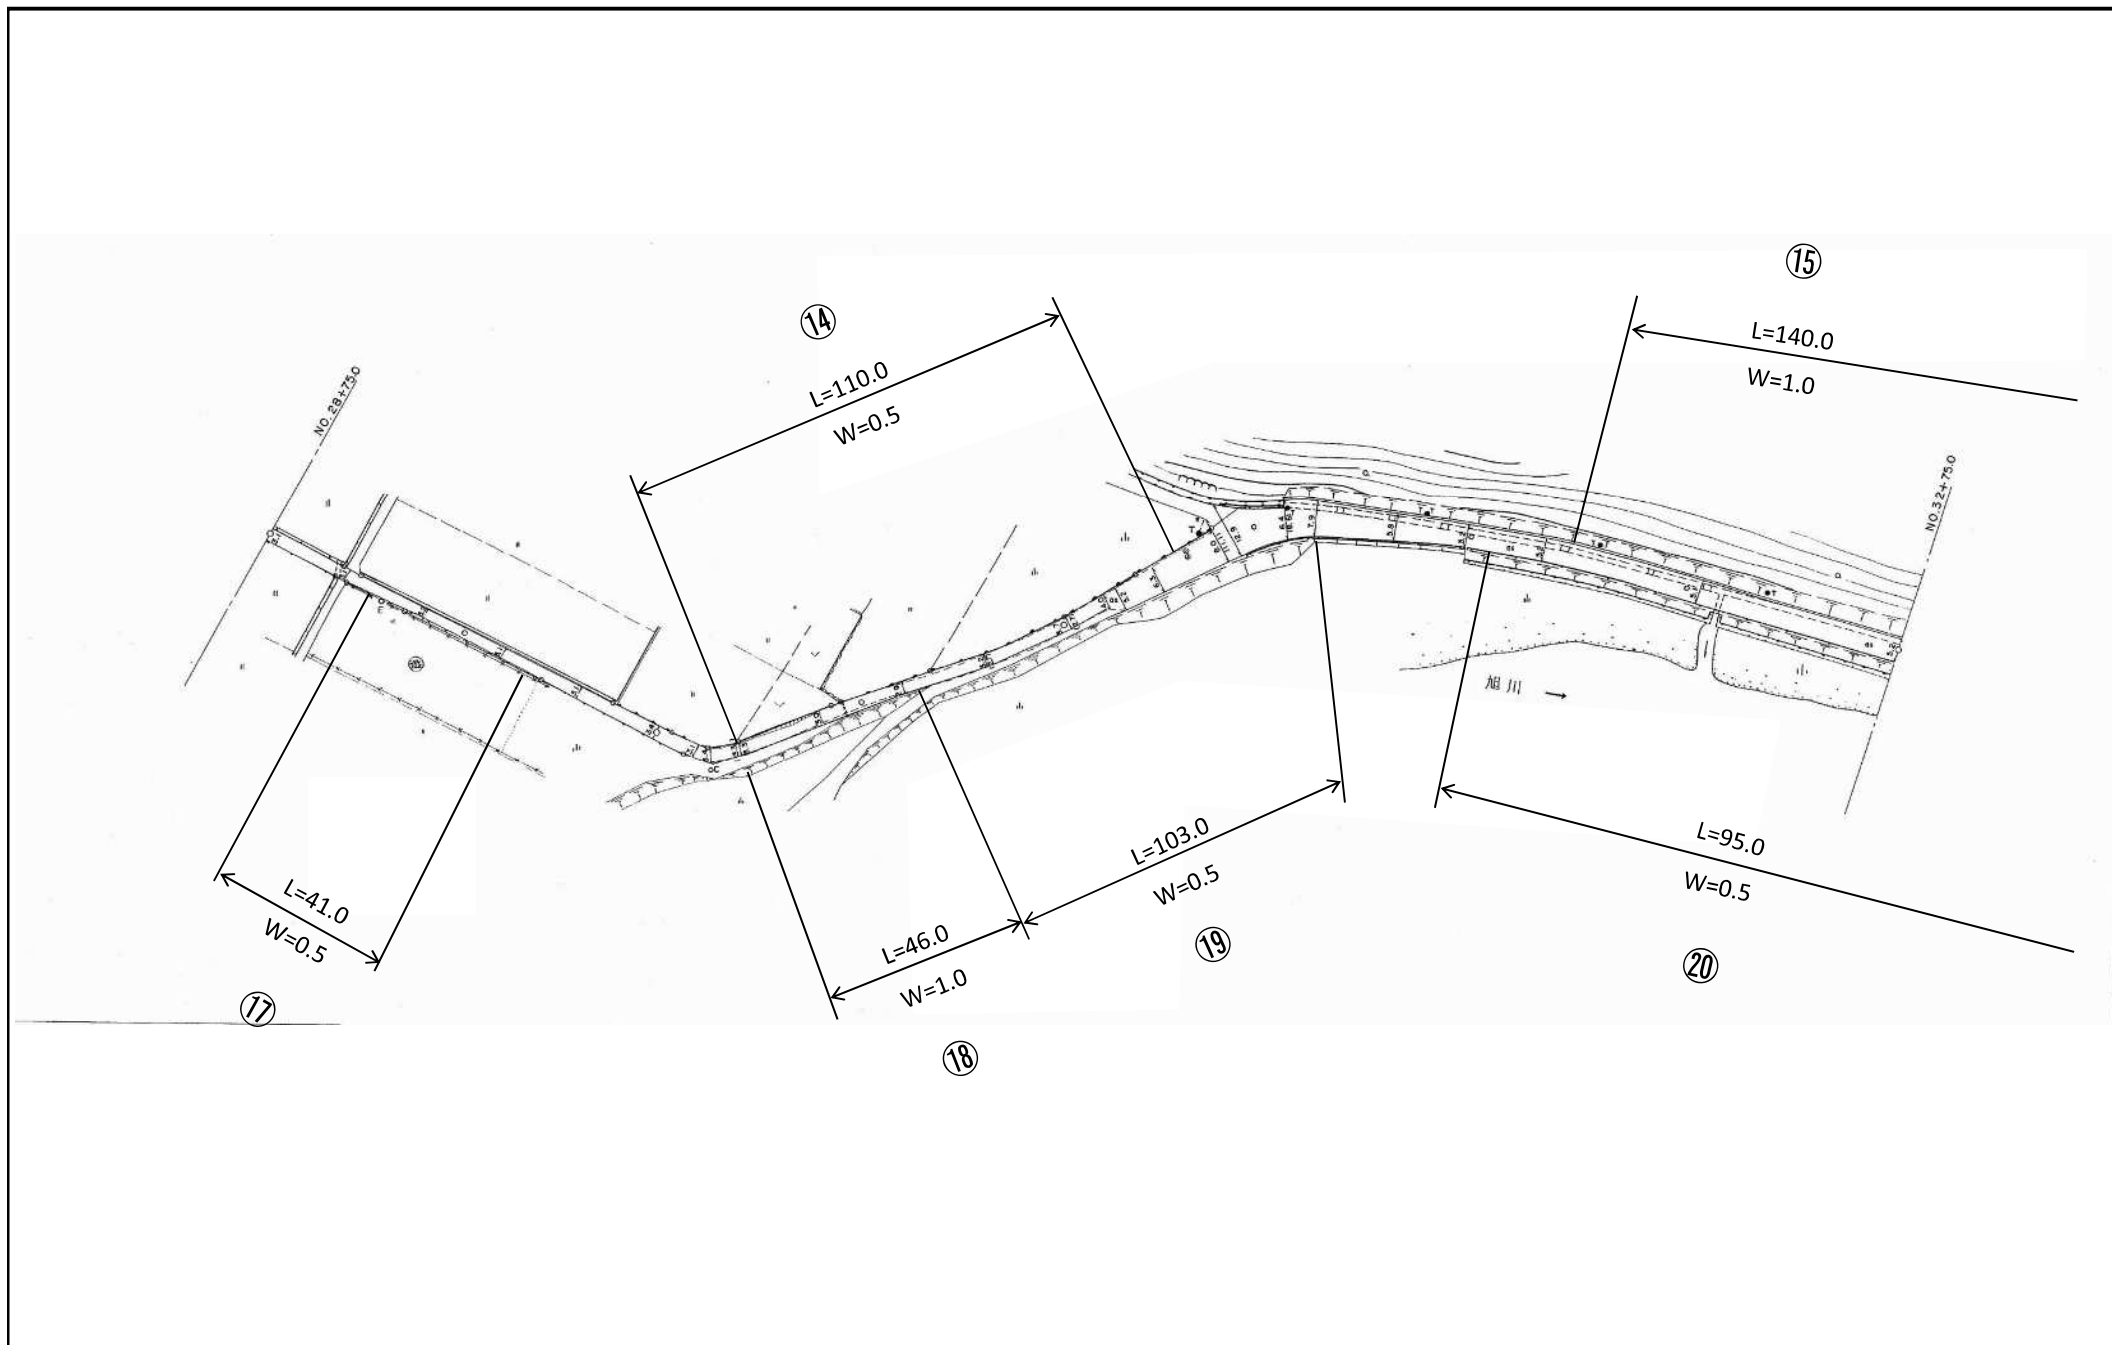 ⑮
L=140.0
W=1.0
⑭
L=110.0
W=0.5
NO.28+75.0
NO.32+75.0
旭川 →
L=41.0
W=0.5
⑰
L=46.0
W=1.0
⑱
L=103.0
W=0.5
⑲
L=95.0
W=0.5
⑳